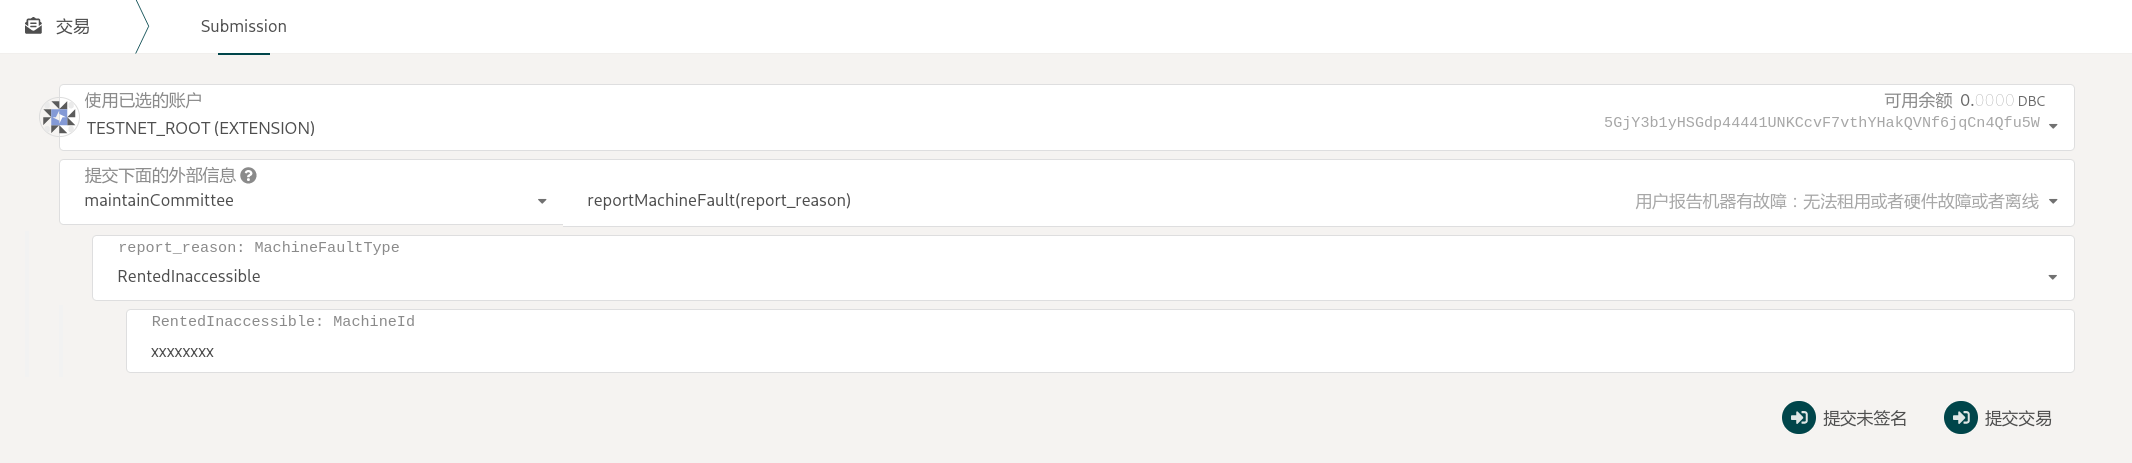 交易
Submission
使用已选的账户
可用余额 0.0000 DBC
TESTNET_ROOT (EXTENSION)
5GjY3b1yHSGdp44441UNKCcvF7vthYHakQVNf6jqCn4Qfu5W
提交下面的外部信息
maintainCommittee
reportMachineFault(report_reason)
用户报告机器有故障：无法租用或者硬件故障或者离线
report_reason: MachineFaultType
RentedInaccessible
RentedInaccessible: MachineId
xxxxxxxx
提交未签名
提交交易